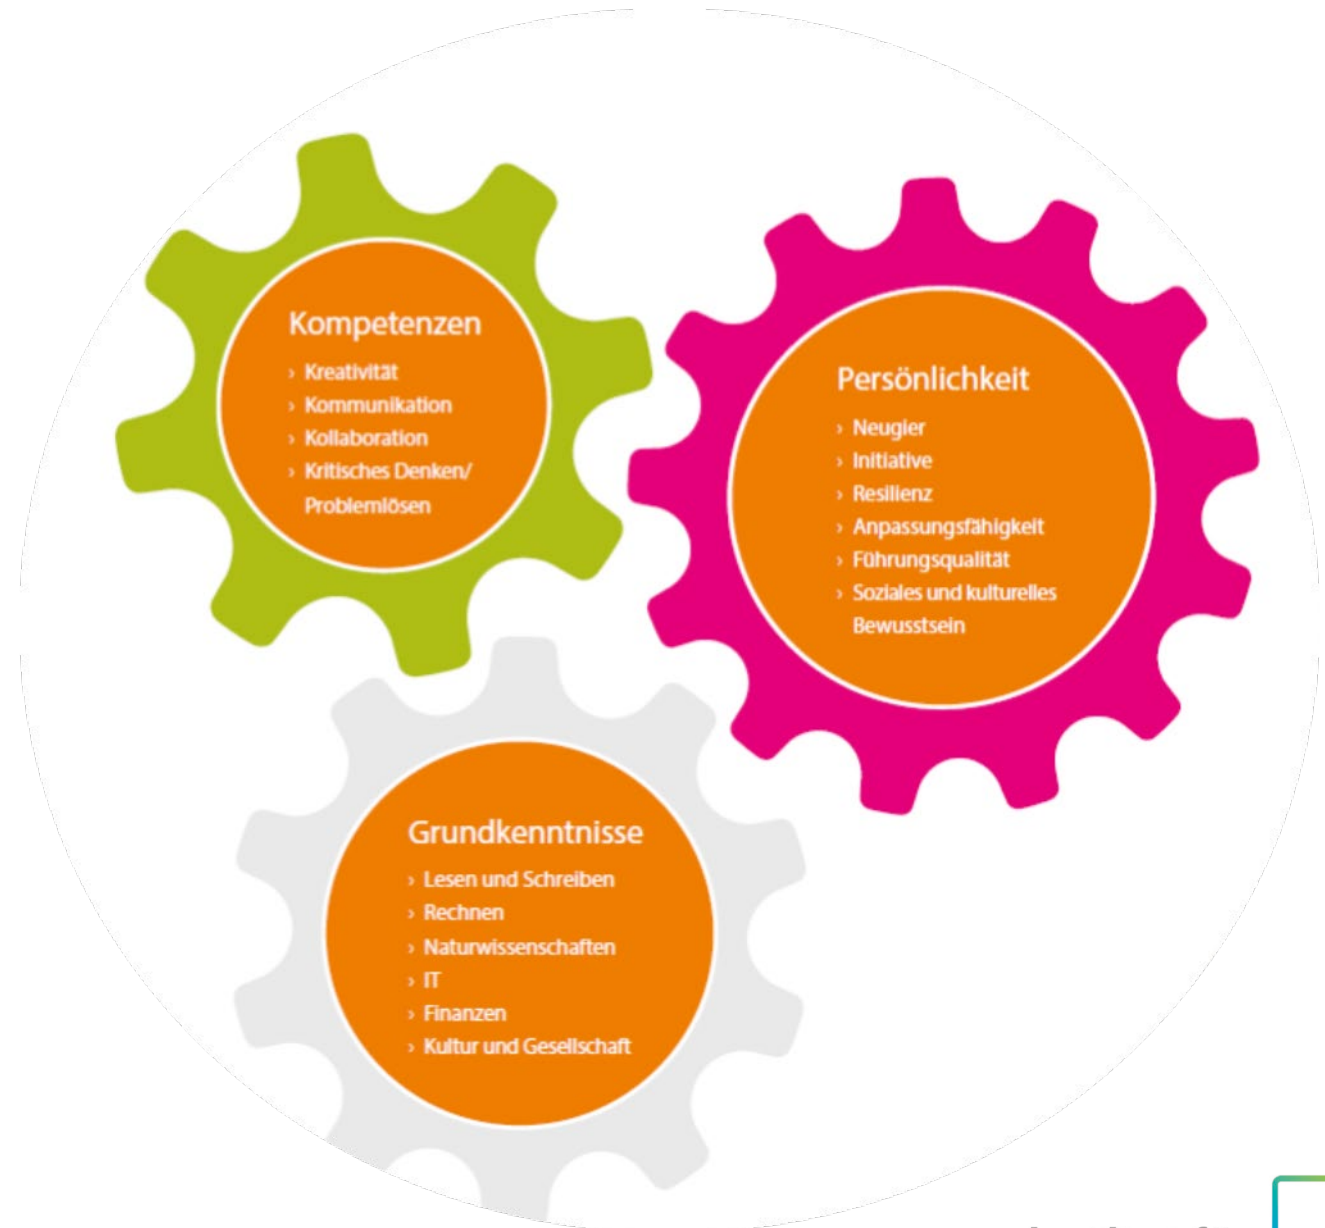 Kompetenzen
› Kreativität
› Kommunikation
› Kollaboration
› Kritisches Denken/
Problemlösen
Persönlichkeit
› Neugier
› Initiative
› Resilienz
› Anpassungsfähigkeit
› Führungsqualität
› Soziales und kulturelles
Bewusstsein
Grundkenntnisse
› Lesen und Schreiben
› Rechnen
› Naturwissenschaften
› IT
› Finanzen
› Kultur und Gesellschaft